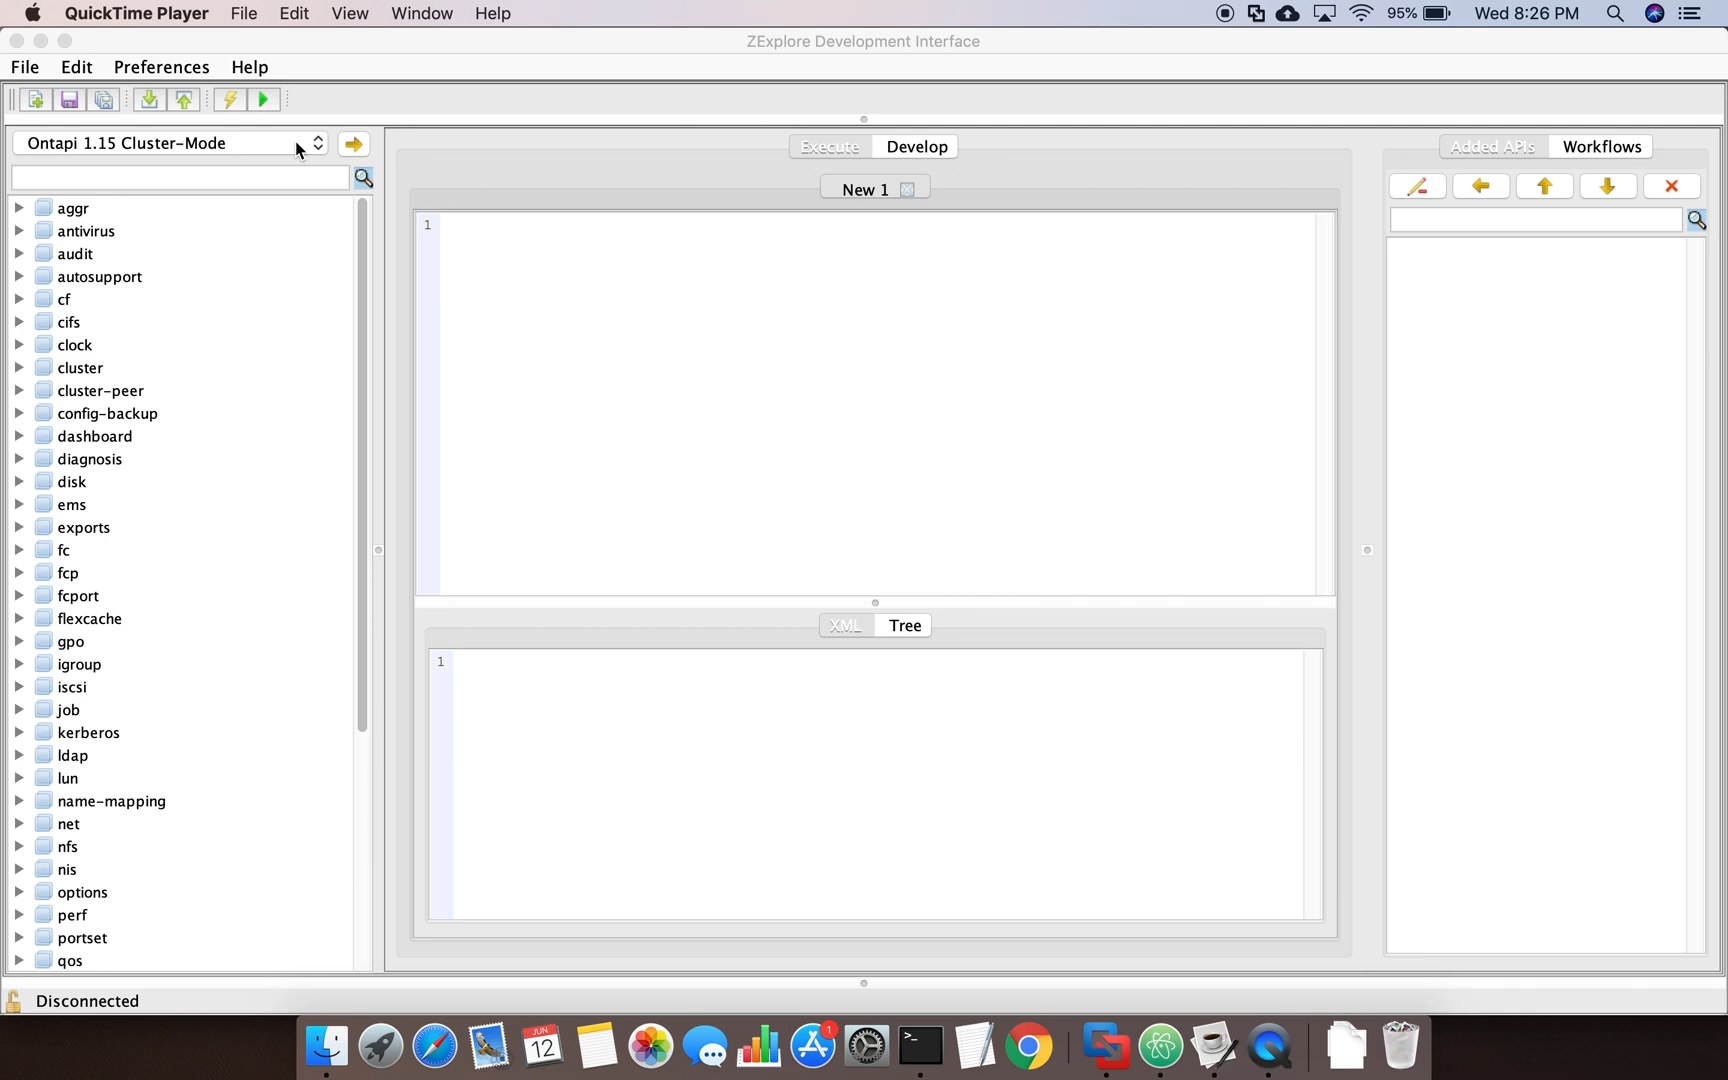 QuickTime Player File Edit View Window Help 95% Wed 8:26 PM
ZExplore Development Interface
File Edit Preferences Help
Ontapi 1.15 Cluster-Mode
Execute Develop
Added APIs Workflows
New 1
1
aggr
antivirus
audit
autosupport
cf
cifs
clock
cluster
cluster-peer
config-backup
dashboard
diagnosis
disk
ems
exports
fc
fcp
fcport
flexcache
gpo
igroup
iscsi
job
kerberos
ldap
lun
name-mapping
net
nfs
nis
options
perf
portset
qos
XML Tree
1
Disconnected
JUN
12
1
>_